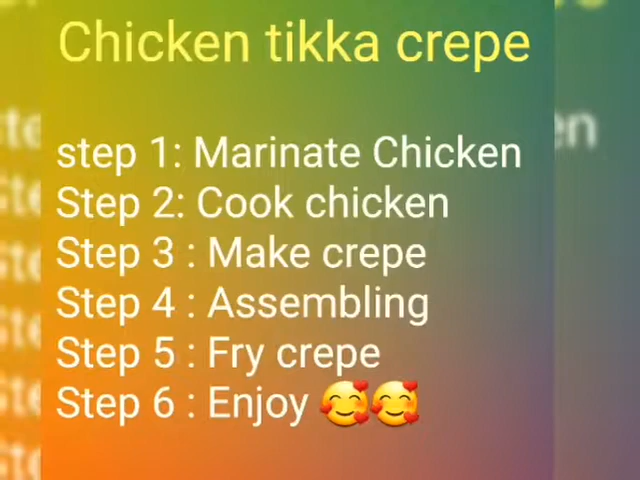 Chicken tikka crepe
step 1: Marinate Chicken
Step 2: Cook chicken
Step 3 : Make crepe
Step 4 : Assembling
Step 5 : Fry crepe
Step 6 : Enjoy 🥰🥰